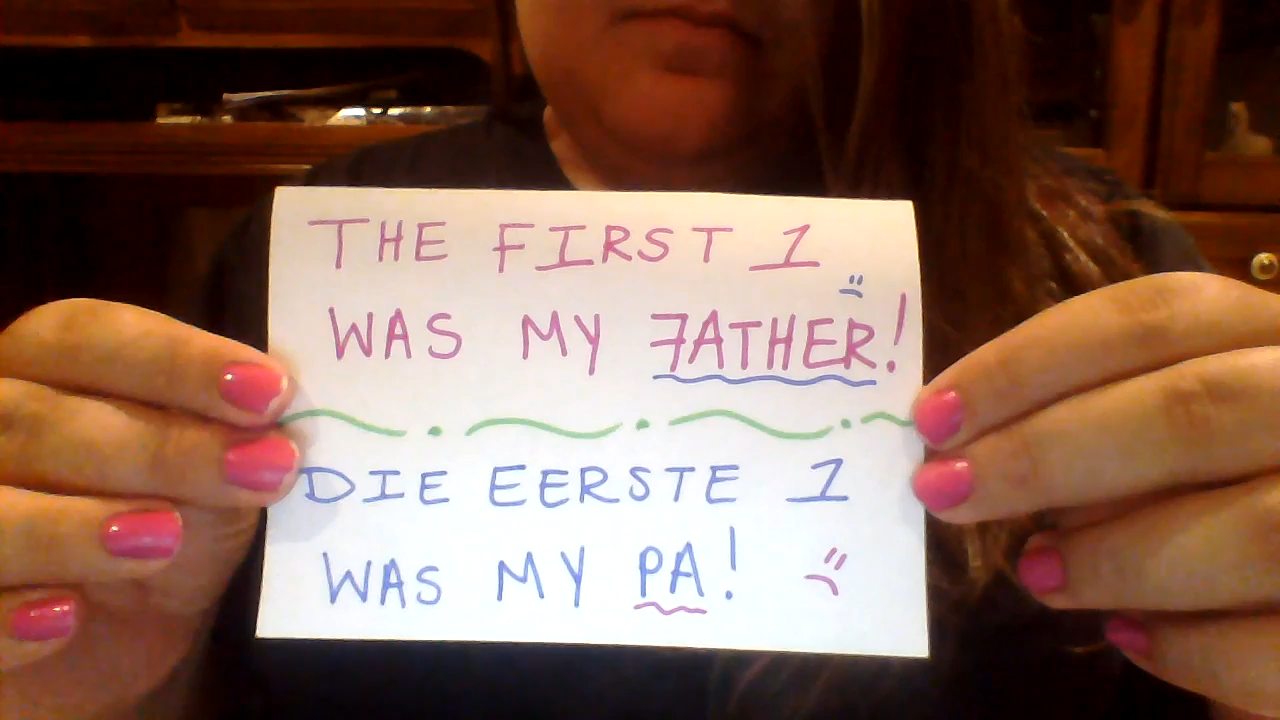 THE FIRST 1
WAS MY FATHER!
DIE EERSTE 1
WAS MY PA!